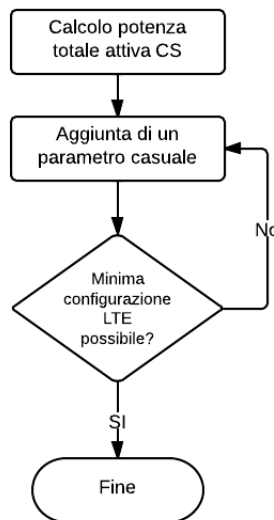 Calcolo potenza
totale attiva CS
Aggiunta di un
parametro casuale
No
Minima
configurazione
LTE
possibile?
SI
Fine